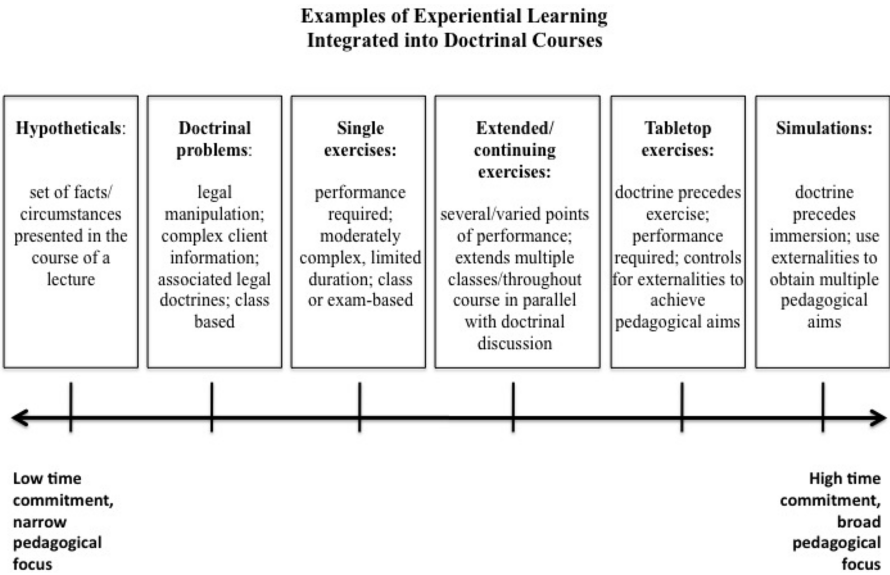 Examples of Experiential Learning
Integrated into Doctrinal Courses
Hypotheticals:
set of facts/
circumstances
presented in the
course of a
lecture
Doctrinal
problems:
legal
manipulation;
complex client
information;
associated legal
doctrines; class
based
Single
exercises:
performance
required;
moderately
complex, limited
duration; class
or exam-based
Extended/
continuing
exercises:
several/varied points
of performance;
extends multiple
classes/throughout
course in parallel
with doctrinal
discussion
Tabletop
exercises:
doctrine precedes
exercise;
performance
required; controls
for externalities to
achieve
pedagogical aims
Simulations:
doctrine
precedes
immersion; use
externalities to
obtain multiple
pedagogical
aims
Low time
commitment,
narrow
pedagogical
focus
High time
commitment,
broad
pedagogical
focus